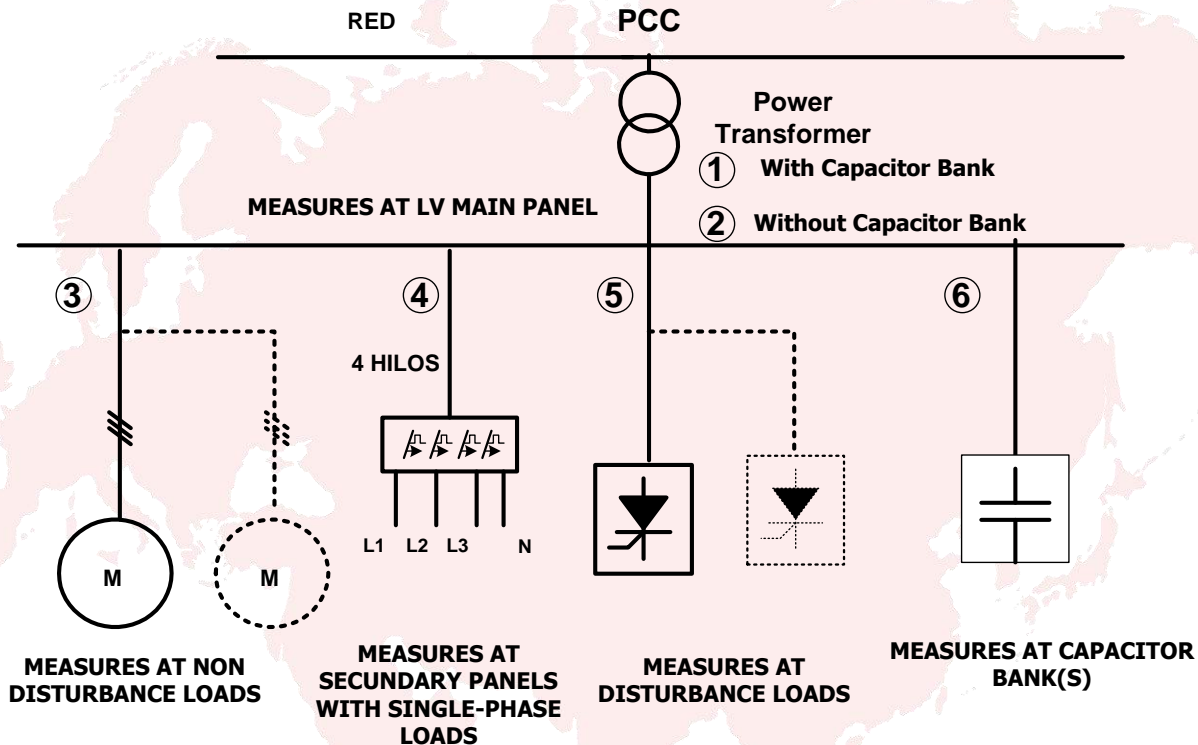 RED
PCC
Power
Transformer
① With Capacitor Bank
MEASURES AT LV MAIN PANEL
② Without Capacitor Bank
③
④
⑤
⑥
4 HILOS
L1 L2 L3 N
M
M
MEASURES AT NON
DISTURBANCE LOADS
MEASURES AT
SECUNDARY PANELS
WITH SINGLE-PHASE
LOADS
MEASURES AT
DISTURBANCE LOADS
MEASURES AT CAPACITOR
BANK(S)